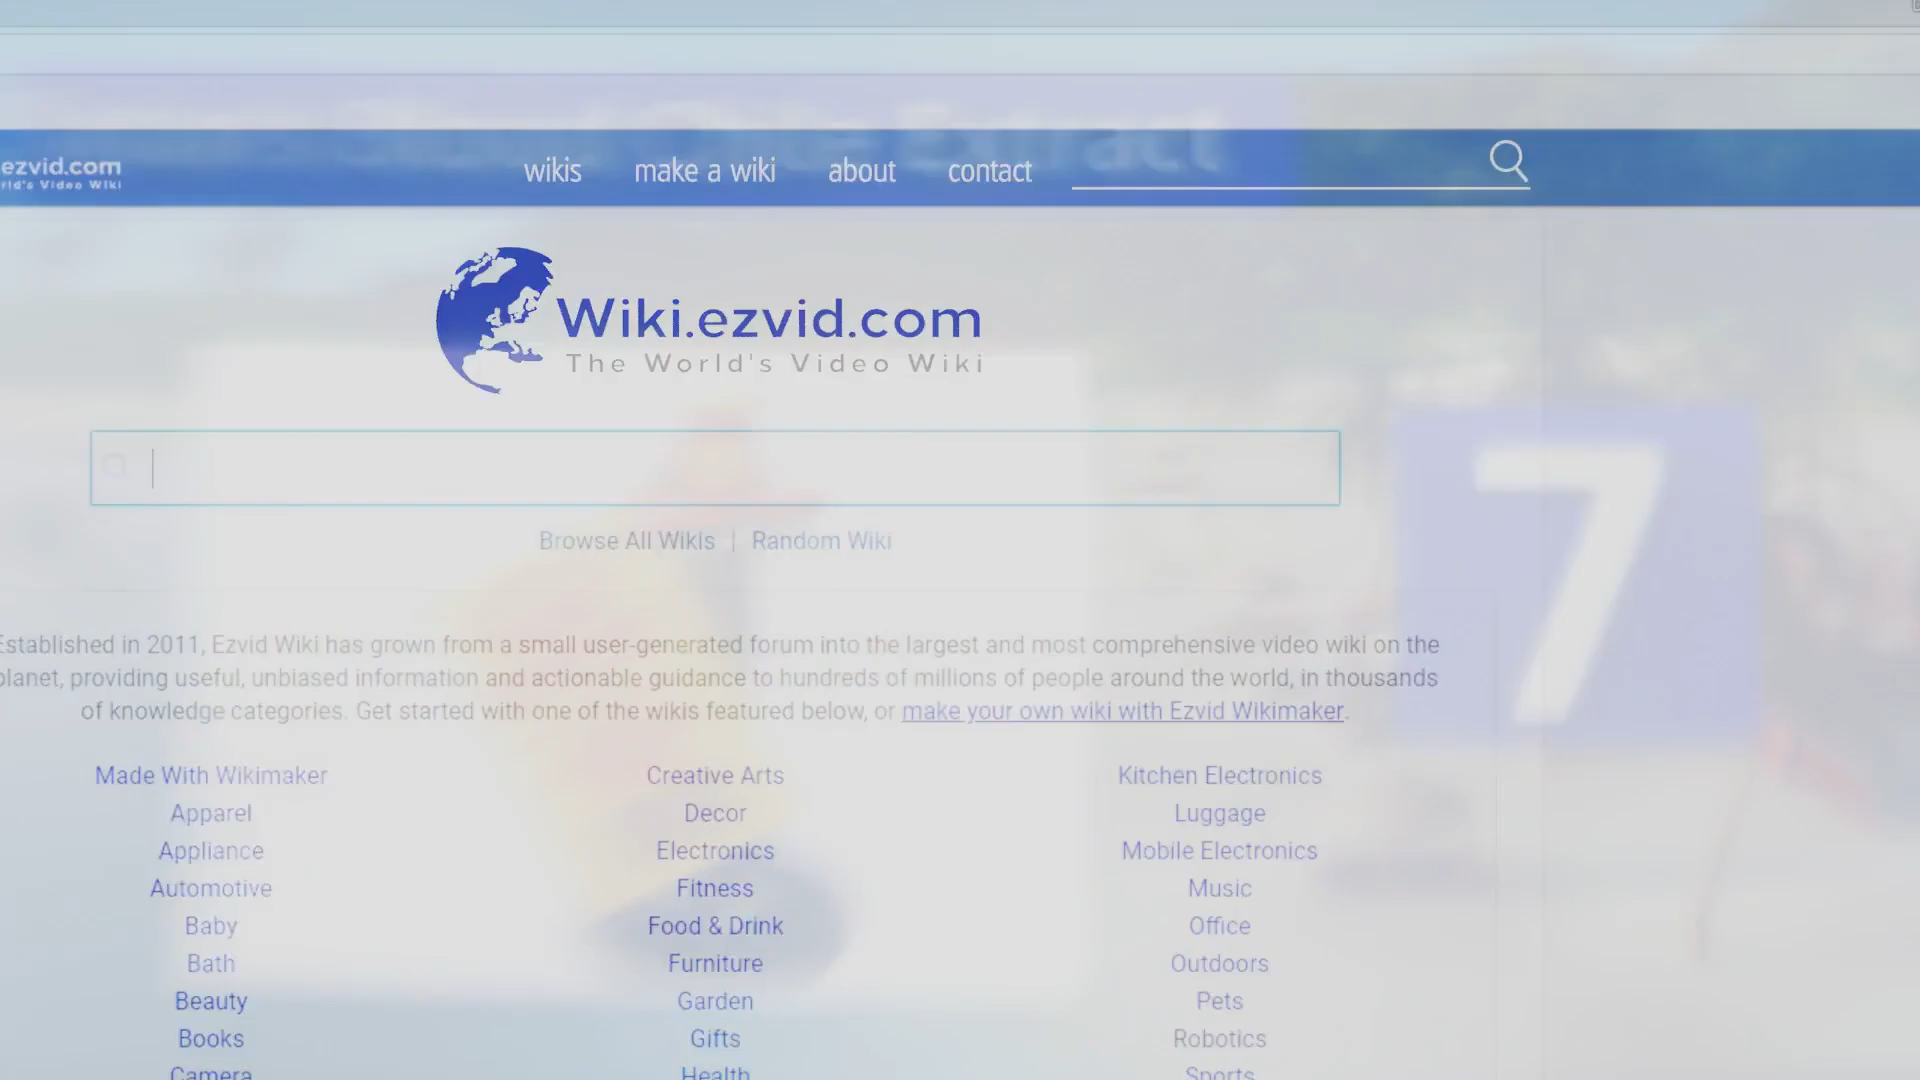 ezvid.com
wikis make a wiki about contact
Wiki.ezvid.com
The World's Video Wiki
Browse All Wikis | Random Wiki
Established in 2011, Ezvid Wiki has grown from a small user-generated forum into the largest and most comprehensive video wiki on the
planet, providing useful, unbiased information and actionable guidance to hundreds of millions of people around the world, in thousands
of knowledge categories. Get started with one of the wikis featured below, or make your own wiki with Ezvid Wikimaker.
Made With Wikimaker Creative Arts Kitchen Electronics
Apparel Decor Luggage
Appliance Electronics Mobile Electronics
Automotive Fitness Music
Baby Food & Drink Office
Bath Furniture Outdoors
Beauty Garden Pets
Books Gifts Robotics
Camera Health Sports
Extract
7